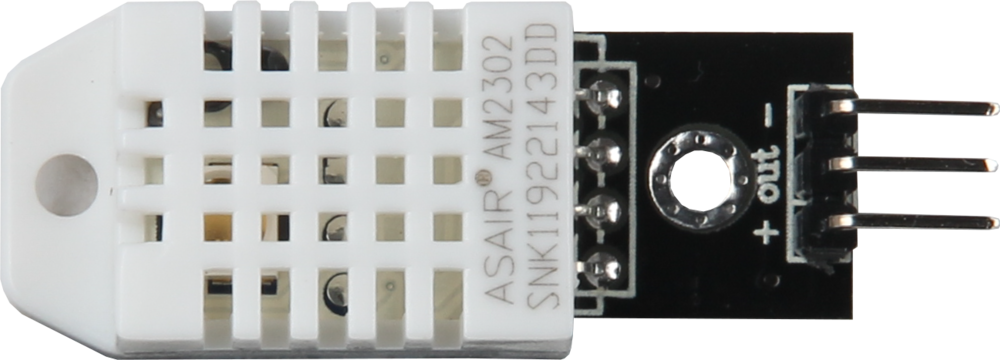 ASAIR® AM2302
SNK11922143DD
- out +